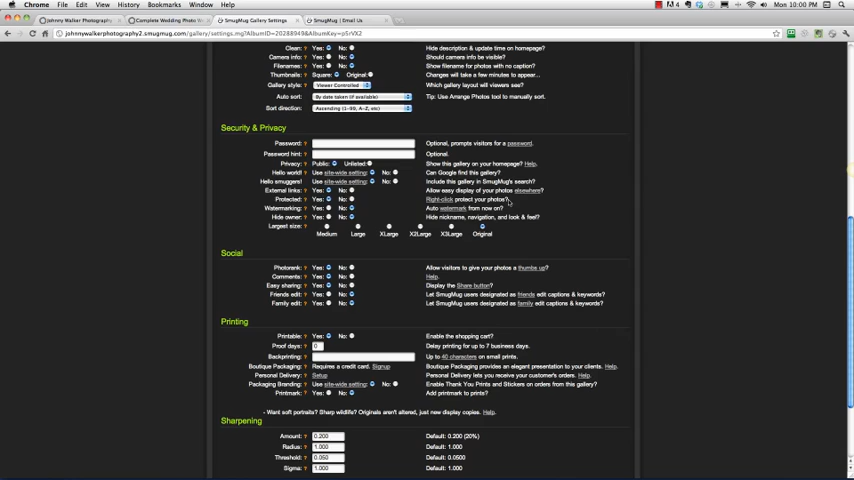 Chrome File Edit View History Bookmarks Window Help
4 Mon 10:00 PM
Johnny Walker Photography
Complete Wedding Photo W
SmugMug Gallery Settings
SmugMug | Email Us
johnnywalkerphotography2.smugmug.com/gallery/settings.mg?AlbumID=20288949&AlbumKey=pSrVX2
Clean: ? Yes: No: Hide description & update time on homepage?
Camera info: ? Yes: No: Should camera info be visible?
Filenames: ? Yes: No: Show filename for photos with no caption?
Thumbnails: ? Square: Original: Changes will take a few minutes to appear...
Gallery style: ? Viewer Controlled Which gallery layout will viewers see?
Auto sort: By date taken (if available) Tip: Use Arrange Photos tool to manually sort.
Sort direction: Ascending (1-99, A-Z, etc)
Security & Privacy
Password: Optional, prompts visitors for a password.
Password hint: Optional.
Privacy: ? Public: Unlisted: Show this gallery on your homepage? Help.
Hello world!: ? Use site-wide setting: No: Can Google find this gallery?
Hello smuggers!: ? Use site-wide setting: No: Include this gallery in SmugMug's search?
External links: ? Yes: No: Allow easy display of your photos elsewhere?
Protected: ? Yes: No: Right-click protect your photos?
Watermarking: ? Yes: No: Auto watermark from now on?
Hide owner: ? Yes: No: Hide nickname, navigation, and look & feel?
Largest size: ?
Medium Large XLarge X2Large X3Large Original
Social
Photorank: ? Yes: No: Allow visitors to give your photos a thumbs up?
Comments: ? Yes: No: Help.
Easy sharing: ? Yes: No: Display the Share button?
Friends edit: ? Yes: No: Let SmugMug users designated as friends edit captions & keywords?
Family edit: ? Yes: No: Let SmugMug users designated as family edit captions & keywords?
Printing
Printable: ? Yes: No: Enable the shopping cart?
Proof days: ? 0 Delay printing for up to 7 business days.
Backprinting: ? Up to 40 characters on small prints.
Boutique Packaging: ? Requires a credit card. Signup Boutique Packaging provides an elegant presentation to your clients. Help.
Personal Delivery: ? Setup Personal Delivery lets you receive your customer's orders. Help.
Packaging Branding: ? Use site-wide setting: No: Enable Thank You Prints and Stickers on orders from this gallery?
Printmark: ? Yes: No: Add printmark to prints?
- Want soft portraits? Sharp wildlife? Originals aren't altered, just new display copies. Help.
Sharpening
Amount: ? 0.200 Default: 0.200 (20%)
Radius: ? 1.000 Default: 1.000
Threshold: ? 0.050 Default: 0.0500
Sigma: ? 1.000 Default: 1.000